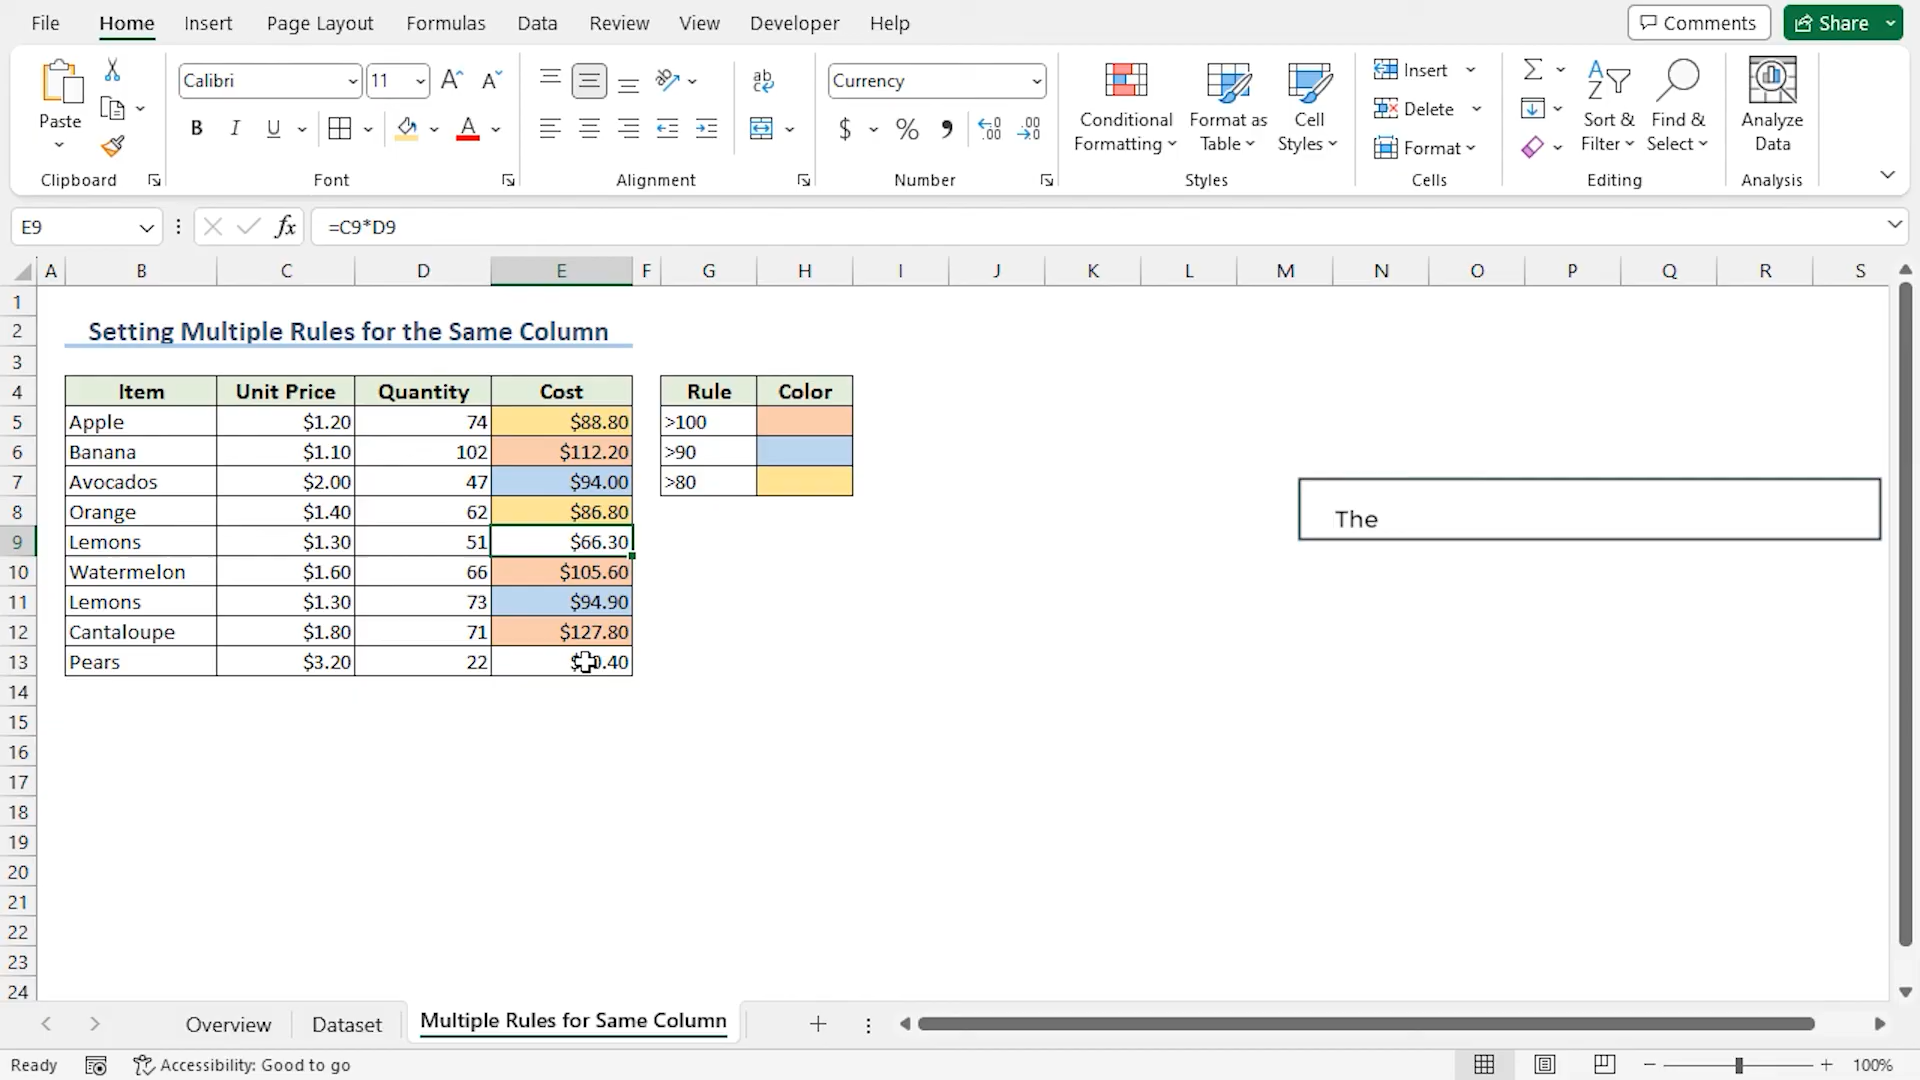 File Home Insert Page Layout Formulas Data Review View Developer Help Comments Share
Calibri 11 Currency
Paste
B I U
ab
$ % 9
Conditional Formatting
Format as Table
Cell Styles
Insert
Delete
Format
Sort & Filter
Find & Select
Analyze Data
Clipboard Font Alignment Number Styles Cells Editing Analysis
E9 fx =C9*D9
A B C D E F G H I J K L M N O P Q R S
1
2 Setting Multiple Rules for the Same Column
3
4 Item Unit Price Quantity Cost Rule Color
5 Apple $1.20 74 $88.80 >100
6 Banana $1.10 102 $112.20 >90
7 Avocados $2.00 47 $94.00 >80
8 Orange $1.40 62 $86.80 The
9 Lemons $1.30 51 $66.30
10 Watermelon $1.60 66 $105.60
11 Lemons $1.30 73 $94.90
12 Cantaloupe $1.80 71 $127.80
13 Pears $3.20 22
14
15
16
17
18
19
20
21
22
23
24
Overview Dataset Multiple Rules for Same Column
Ready Accessibility: Good to go 100%